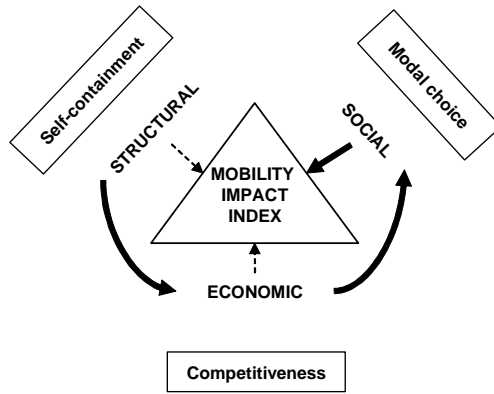 Self-containment
STRUCTURAL
Modal choice
SOCIAL
MOBILITY
IMPACT
INDEX
ECONOMIC
Competitiveness